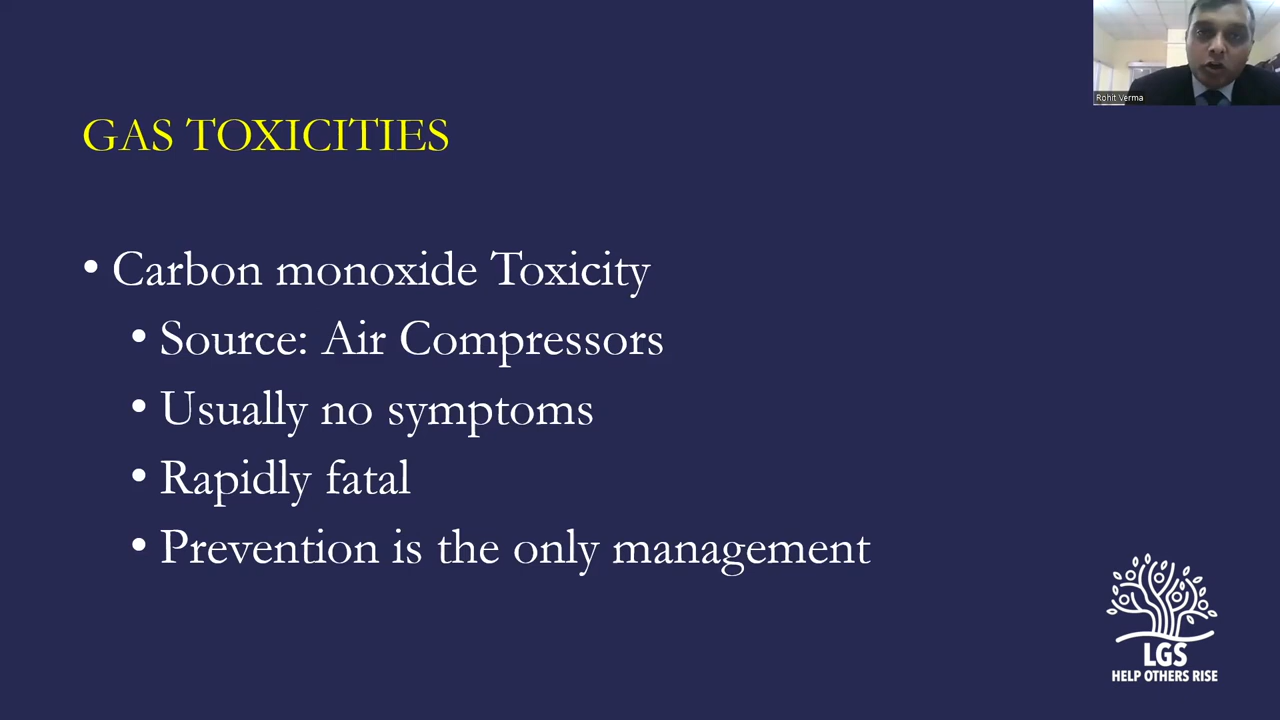 Rohit Verma
GAS TOXICITIES
• Carbon monoxide Toxicity
• Source: Air Compressors
• Usually no symptoms
• Rapidly fatal
• Prevention is the only management
LGS
HELP OTHERS RISE